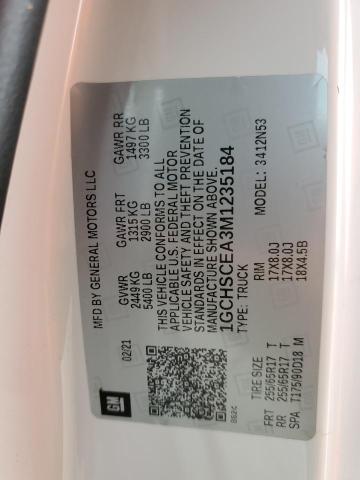 MFD BY GENERAL MOTORS LLC
GM
02/21
GVWR GAWR FRT GAWR RR
2449 KG 1315 KG 1497 KG
5400 LB 2900 LB 3300 LB
THIS VEHICLE CONFORMS TO ALL
APPLICABLE U.S. FEDERAL MOTOR
VEHICLE SAFETY AND THEFT PREVENTION
STANDARDS IN EFFECT ON THE DATE OF
MANUFACTURE SHOWN ABOVE.
1GCHSCEA3M1235184
TYPE: TRUCK MODEL: 3412N53
TIRE SIZE RIM
FRT 255/65R17 T 17X8.0J
RR 255/65R17 T 17X8.0J
SPA T175/90D18 M 18X4.5B